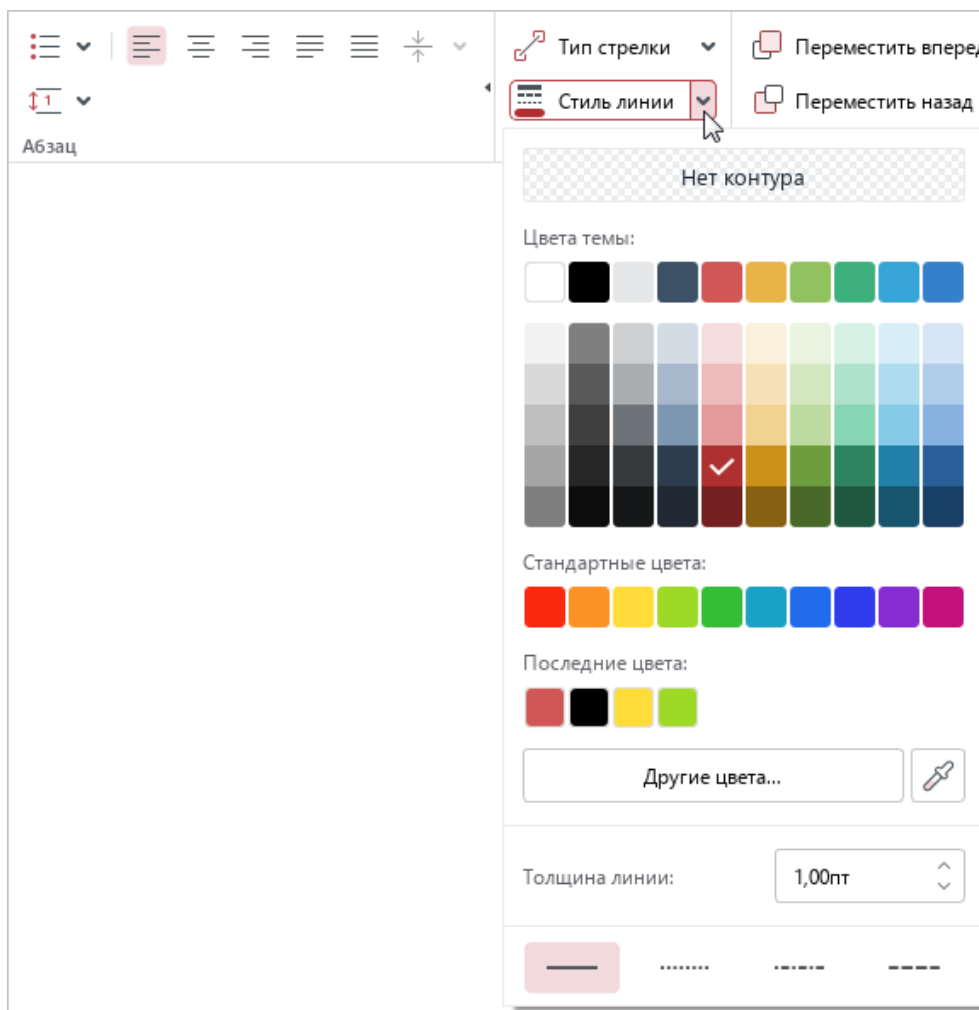 Тип стрелки
Переместить вперед
1
Стиль линии
Переместить назад
Абзац
Нет контура
Цвета темы:
Стандартные цвета:
Последние цвета:
Другие цвета...
Толщина линии:
1,00пт